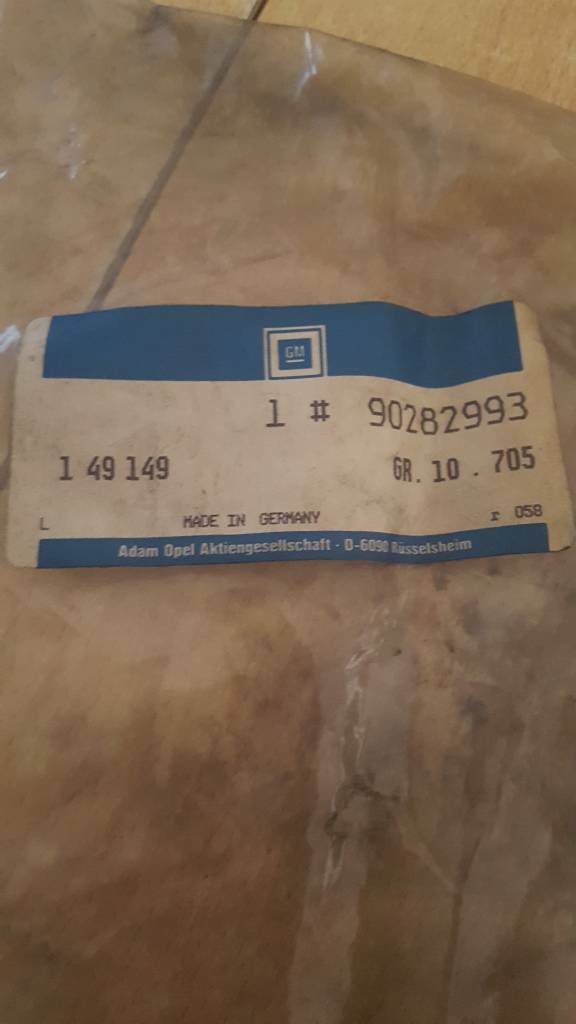 GM
1 # 90282993
1 49 149 GR. 10 . 705
L MADE IN GERMANY r 058
Adam Opel Aktiengesellschaft · D-6090 Rüsselsheim